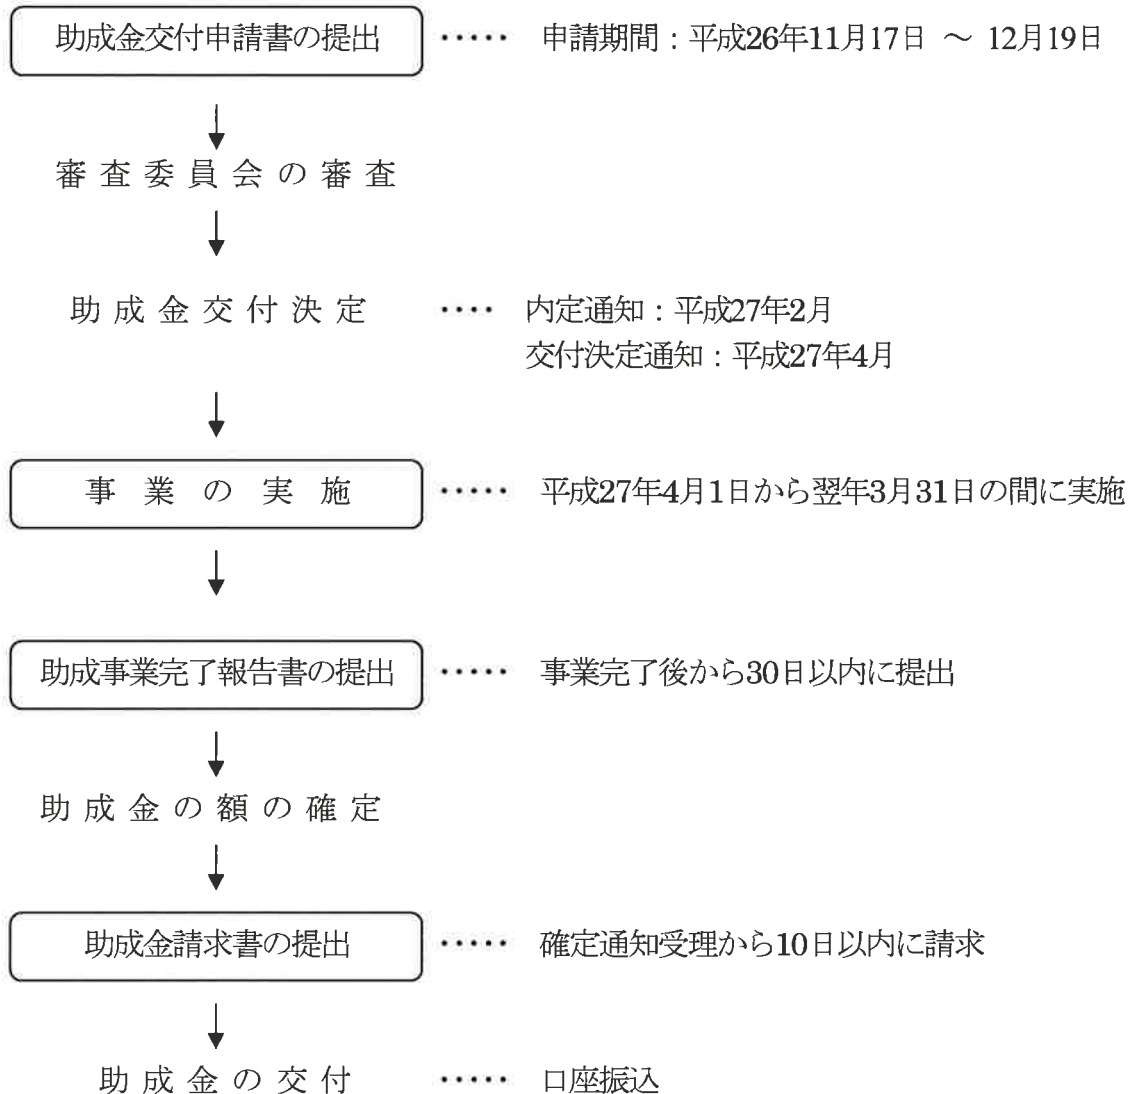 助成金交付申請書の提出 ····· 申請期間：平成26年11月17日 ～ 12月19日
審査委員会の審査
助成金交付決定 ···· 内定通知：平成27年2月
交付決定通知：平成27年4月
事業の実施 ····· 平成27年4月1日から翌年3月31日の間に実施
助成事業完了報告書の提出 ····· 事業完了後から30日以内に提出
助成金の額の確定
助成金請求書の提出 ····· 確定通知受理から10日以内に請求
助成金の交付 ····· 口座振込